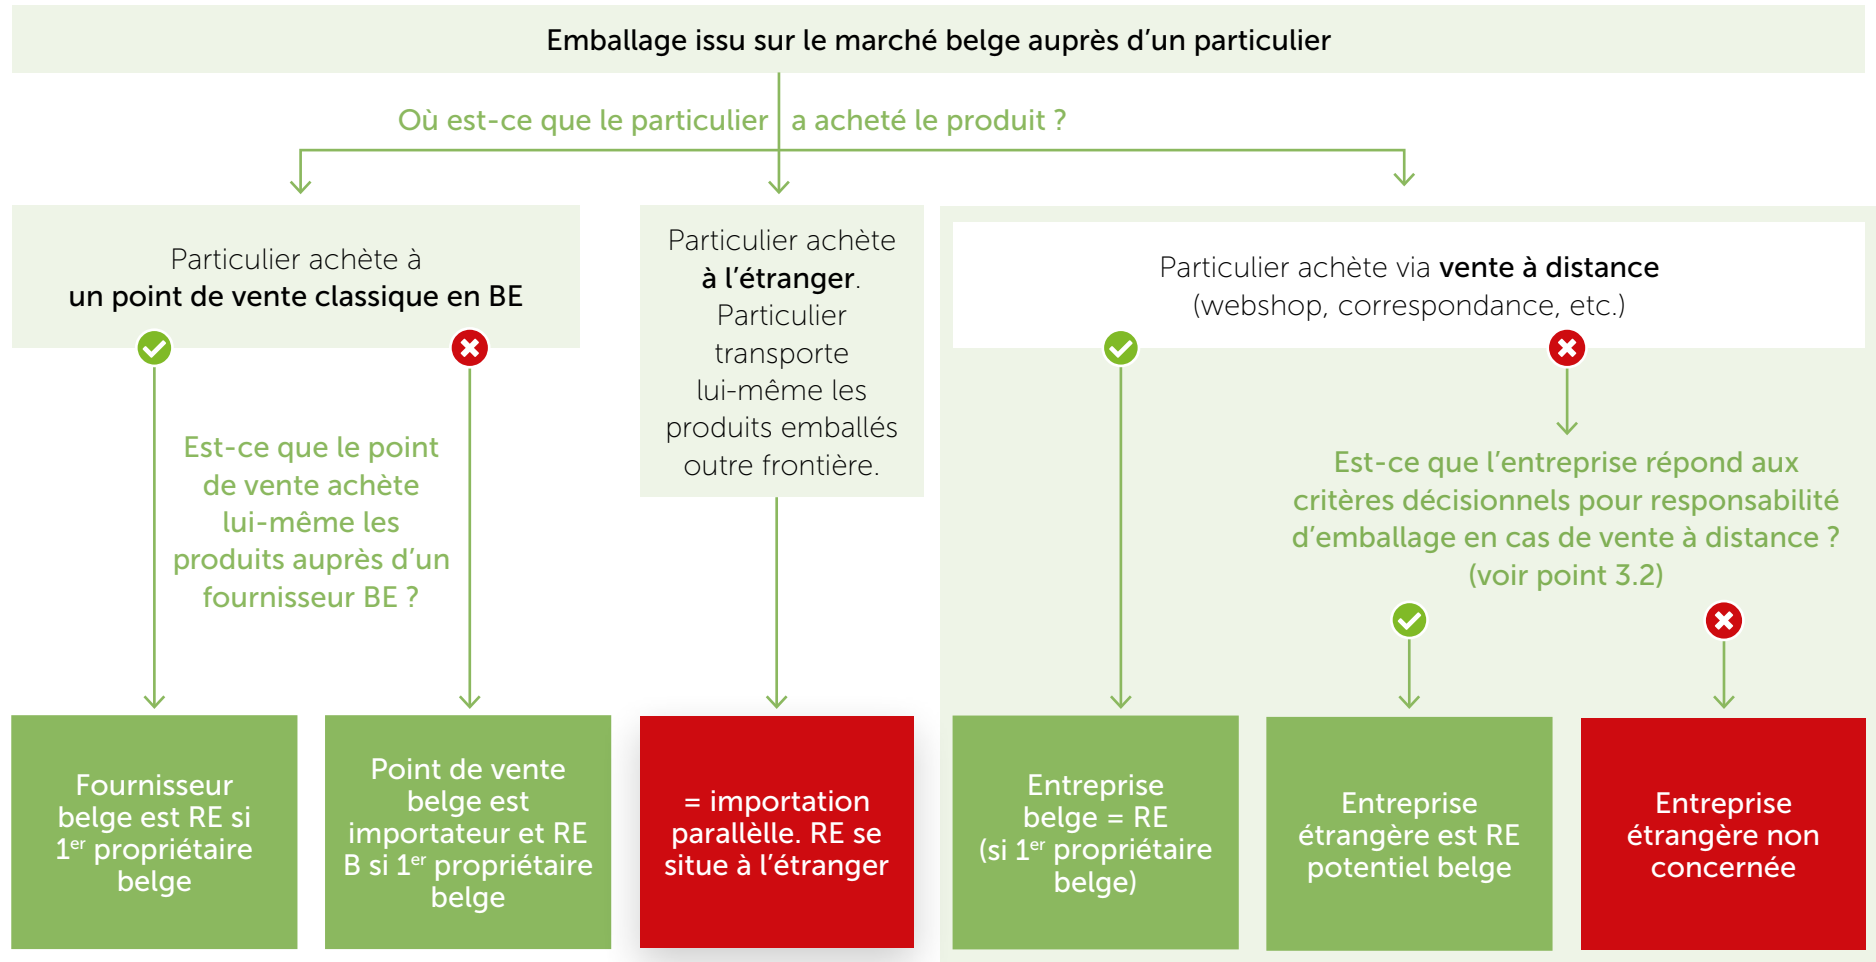 Emballage issu sur le marché belge auprès d’un particulier
Où est-ce que le particulier a acheté le produit ?
Particulier achète à
un point de vente classique en BE
Particulier achète
à l’étranger.
Particulier
transporte
lui-même les
produits emballés
outre frontière.
Particulier achète via vente à distance
(webshop, correspondance, etc.)
Est-ce que le point
de vente achète
lui-même les
produits auprès d’un
fournisseur BE ?
Est-ce que l’entreprise répond aux
critères décisionnels pour responsabilité
d’emballage en cas de vente à distance ?
(voir point 3.2)
Fournisseur
belge est RE si
1er propriétaire
belge
Point de vente
belge est
importateur et RE
B si 1er propriétaire
belge
= importation
parallèlle. RE se
situe à l’étranger
Entreprise
belge = RE
(si 1er propriétaire
belge)
Entreprise
étrangère est RE
potentiel belge
Entreprise
étrangère non
concernée